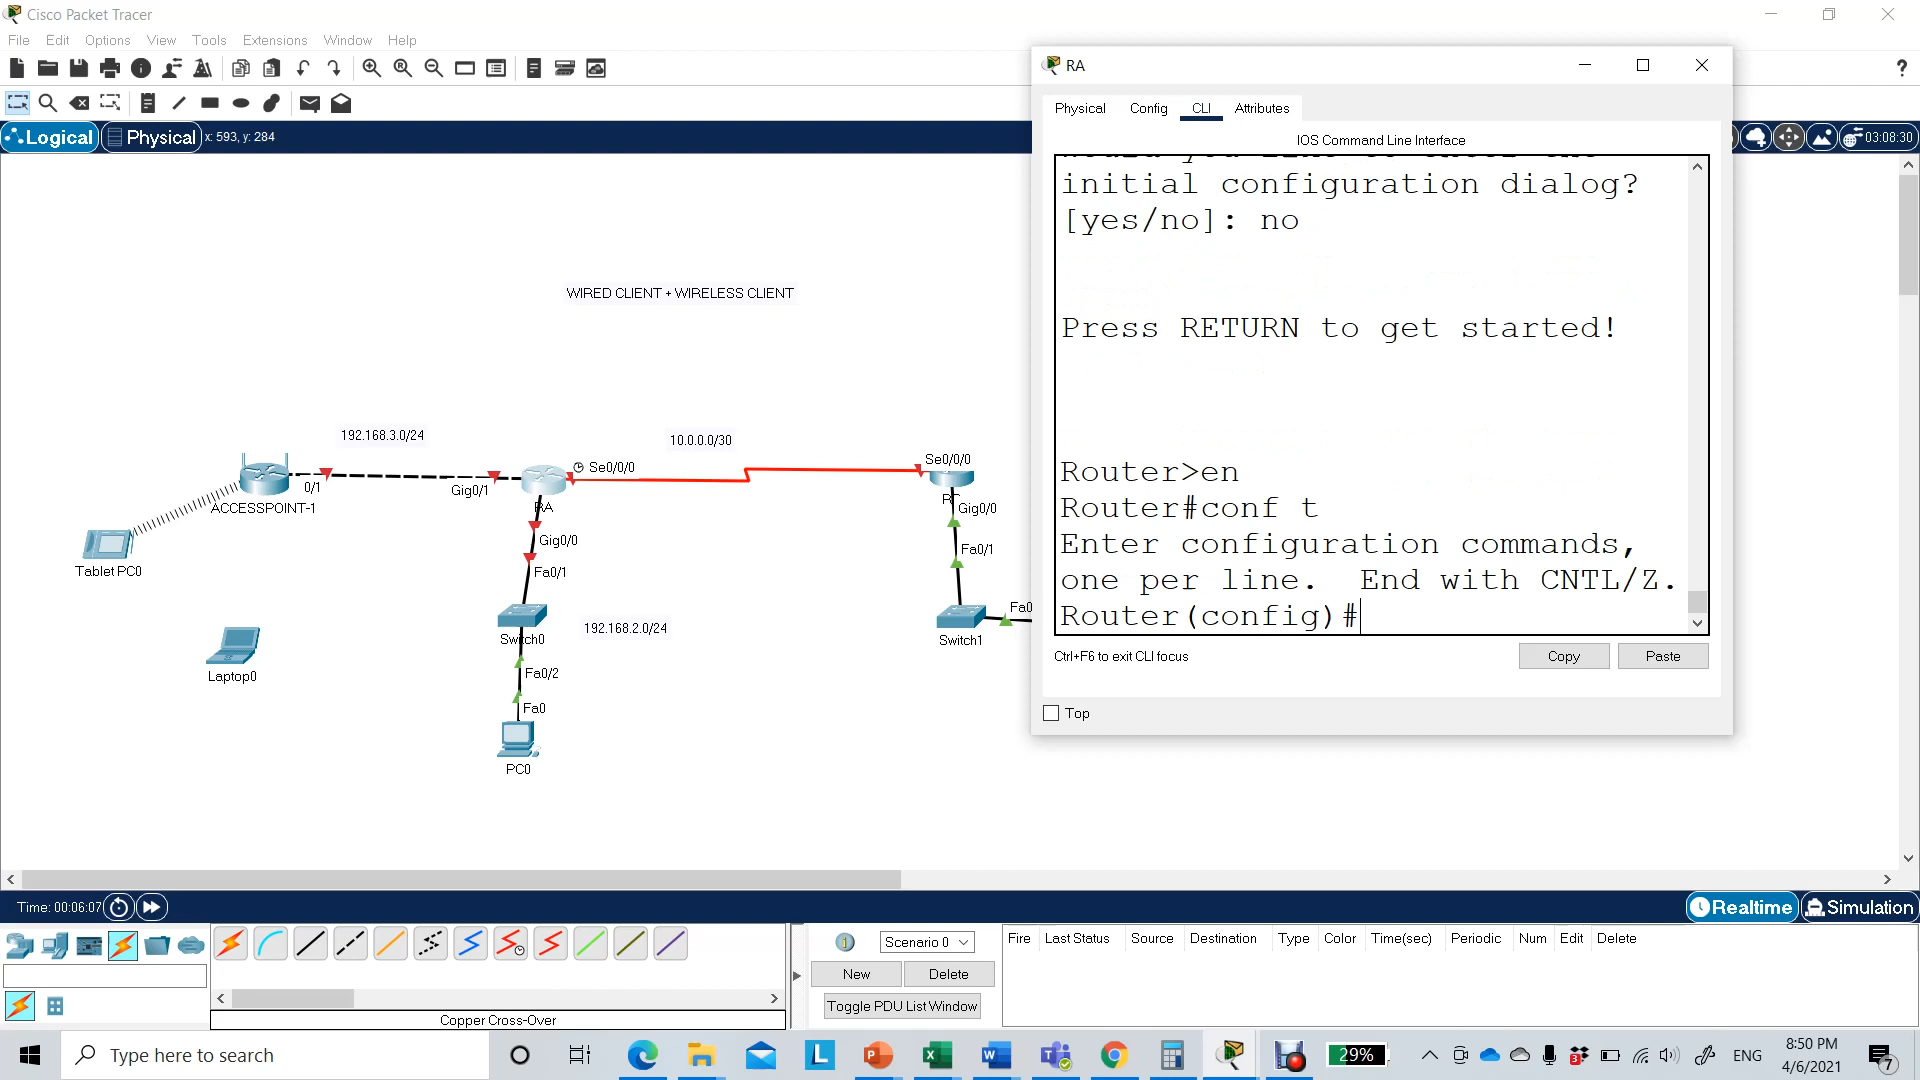 Cisco Packet Tracer
File Edit Options View Tools Extensions Window Help
Logical Physical x: 593, y: 284
03:08:30
WIRED CLIENT + WIRELESS CLIENT
192.168.3.0/24
10.0.0.0/30
0/1
ACCESSPOINT-1
Gig0/1
Se0/0/0
RA
Se0/0/0
Gig0/0
Tablet PC0
Gig0/0
Fa0/1
Fa0/1
Switch0
192.168.2.0/24
Switch1
Laptop0
Fa0/2
Fa0
PC0
RA
Physical Config CLI Attributes
IOS Command Line Interface
initial configuration dialog?
[yes/no]: no
Press RETURN to get started!
Router>en
Router#conf t
Enter configuration commands,
one per line. End with CNTL/Z.
Router(config)#
Ctrl+F6 to exit CLI focus
Copy Paste
Top
Time: 00:06:07
Realtime Simulation
Scenario 0
New Delete
Toggle PDU List Window
Fire Last Status Source Destination Type Color Time(sec) Periodic Num Edit Delete
Copper Cross-Over
Type here to search
29%
ENG
8:50 PM
4/6/2021
7